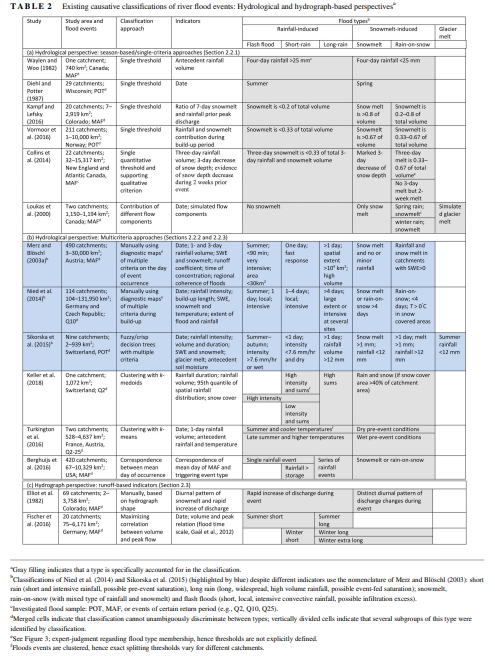 TABLE 2 Existing causative classifications of river flood events: Hydrological and hydrograph-based perspectivesᵃ
Study
Study area and flood events
Classification approach
Indicators
Flood typesᵇ
Rainfall-induced
Snowmelt-induced
Glacier melt
Flash flood
Short-rain
Long-rain
Snowmelt
Rain-on-snow
(a) Hydrological perspective: season-based/single-criteria approaches (Section 2.2.1)
Waylen and Woo (1982)
One catchment; 740 km²; Canada; MAFᵈ
Single threshold
Antecedent rainfall volume
Four-day rainfall >25 mmᶜ
Four-day rainfall <25 mm
Diehl and Potter (1987)
29 catchments; Wisconsin; POTᵈ
Single threshold
Date
Summer
Spring
Kampf and Lefsky (2016)
20 catchments; 7–2,919 km²; Colorado; MAFᵈ
Single threshold
Ratio of 7-day snowmelt and rainfall prior peak discharge
Snowmelt is <0.2 of total volume
Snow melt is >0.8 of volume
Snowmelt is 0.2–0.8 of total volume
Vormoor et al. (2016)
211 catchments; 1–10,000 km²; Norway; POTᵈ
Single threshold
Rainfall and snowmelt contribution during build-up period
Snowmelt is <0.33 of total volume
Snowmelt is >0.67 of volume
Snowmelt is 0.33–0.67 of total volume
Collins et al. (2014)
22 catchments; 32–15,317 km²; New England and Atlantic Canada, MAFᶜ
Single quantitative threshold and supporting qualitative criterion
Three-day rainfall volume; 3-day decrease of snow depth; evidence of snow depth decrease during 2 weeks prior event
Three-day snowmelt <0.33 of total 3-day rainfall and snowmelt volume
Marked 3-day decrease of snow depth
Three-day melt is 0.33–0.67 of total volumeᵉ
No 3-day melt but 2-week melt
Loukas et al. (2000)
Two catchments; 1,150–1,194 km²; Canada; MAFᵈ
Contribution of different flow components
Date; simulated flow components
No snowmelt
Only snow melt
Spring rain; snowmeltᶜ
winter rain; snowmelt
Simulated glacier melt
(b) Hydrological perspective: Multicriteria approaches (Sections 2.2.2 and 2.2.3)
Merz and Blöschl (2003a)ᵇ
490 catchments; 3–30,000 km²; Austria; MAFᵈ
Manually using diagnostic mapsᵉ of multiple criteria on the day of event occurrence
Date; 1- and 3-day rainfall volume; SWE and snowmelt; runoff coefficient; time of concentration; regional coherence of floods
Summer; <90 min; very intensive; area <30km²
One day; fast response
>1 day; spatial extent >10⁴ km²; high volume
Snow melt and no or minor rainfall
Rainfall and snow melt in catchments with SWE>0
Nied et al. (2014)ᵇ
114 catchments; 104–131,950 km²; Germany and Czech Republic; Q10ᵈ
Manually using diagnostic mapsᵉ of multiple criteria during build-up
Date; rainfall intensity; build-up length; SWE, snowmelt and temperature; extent of flood and rainfall
Summer; 1 day; local; intensive
1–4 days; local; intensive
>4 days; large extent or intensive at several sites
Snowmelt or rain-on-snow >4 days
Rain-on-snow; <4 days; T > 0˚C in snow covered areas
Sikorska et al. (2015)ᵇ
Nine catchments; 2–939 km²; Switzerland, POTᵈ
Fuzzy/crisp decision trees with multiple criteria
Date; rainfall intensity; volume and duration; SWE and snowmelt; glacier melt; antecedent soil moisture
Summer–autumn; intensity >7.6 mm/hr or wet
<1 day; intensity <7.6 mm/hr and dry
>1 day; rainfall volume >12 mm
Snowmelt >1 mm; rainfall <12 mm
>1 day; melt >1 mm; rainfall >12 mm
Summer rainfall <12 mm
Keller et al. (2018)
One catchment; 1,072 km²; Switzerland; Q2ᵈ
Clustering with k-medoids
Rainfall duration; rainfall volume; 95th quantile of spatial rainfall distribution; snow cover
High intensity and sumsᶠ
High sums
Rain and snow (if snow cover area >40% of catchment area)
High intensity
Low intensity and sums
Turkington et al. (2016)
Two catchments; 528–4,637 km²; France, Austria, Q2-25ᵈ
Clustering with k-means
Date; 1-day rainfall volume; antecedent rainfall and temperature
Summer and cooler temperaturesᶠ
Dry pre-event conditions
Late summer and higher temperatures
Wet pre-event conditions
Berghuijs et al. (2016)
420 catchments; 67–10,329 km²; USA; MAFᵈ
Correspondence between mean day of occurrence
Correspondence of mean day of MAF and triggering event type
Single rainfall event
Rainfall > storage
Series of rainfall events
Snowmelt or rain-on-snow
(c) Hydrograph perspective: runoff-based indicators (Section 2.3)
Elliot et al. (1982)
69 catchments; 2–3,758 km²; Colorado; MAFᵈ
Manually, based on hydrograph shape
Diurnal pattern of snowmelt and rapid increase of discharge
Rapid increase of discharge during event
Distinct diurnal pattern of discharge changes during event
Fischer et al. (2016)
20 catchments; 75–6,171 km²; Germany; MAFᵈ
Maximizing correlation between volume and peak flow
Date; volume and peak relation (flood time scale, Gaál et al., 2012)
Summer short
Summer long
Winter short
Winter long
Winter extra long
ᵃGray filling indicates that a type is specifically accounted for in the classification.
ᵇClassifications of Nied et al. (2014) and Sikorska et al. (2015) (highlighted by blue) despite different indicators use the nomenclature of Merz and Blöschl (2003): short
rain (short and intensive rainfall, possible pre-event saturation), long rain (long, widespread, high volume rainfall, possible event-fed saturation); snowmelt,
rain-on-snow (with mixed type of rainfall and snowmelt) and flash floods (short, local, intensive convective rainfall, possible infiltration excess).
ᶜInvestigated flood sample: POT, MAF, or events of certain return period (e.g., Q2, Q10, Q25).
ᵈMerged cells indicate that classification cannot unambiguously discriminate between types; vertically divided cells indicate that several subgroups of this type were
identified by classification.
ᵉSee Figure 3; expert-judgment regarding flood type membership, hence thresholds are not explicitly defined.
ᶠFloods events are clustered, hence exact splitting thresholds vary for different catchments.